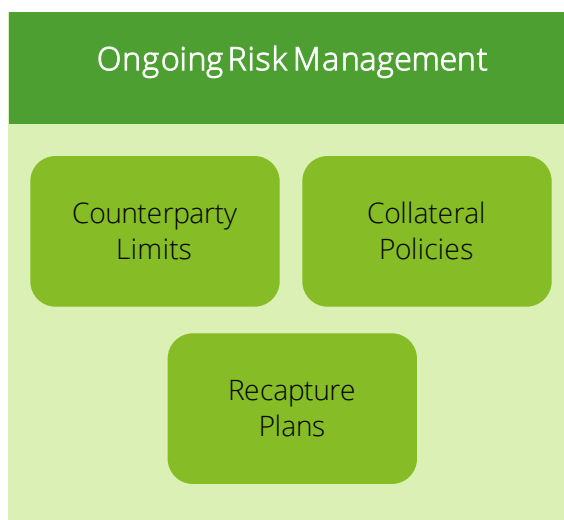 Ongoing Risk Management
Counterparty
Limits
Collateral
Policies
Recapture
Plans